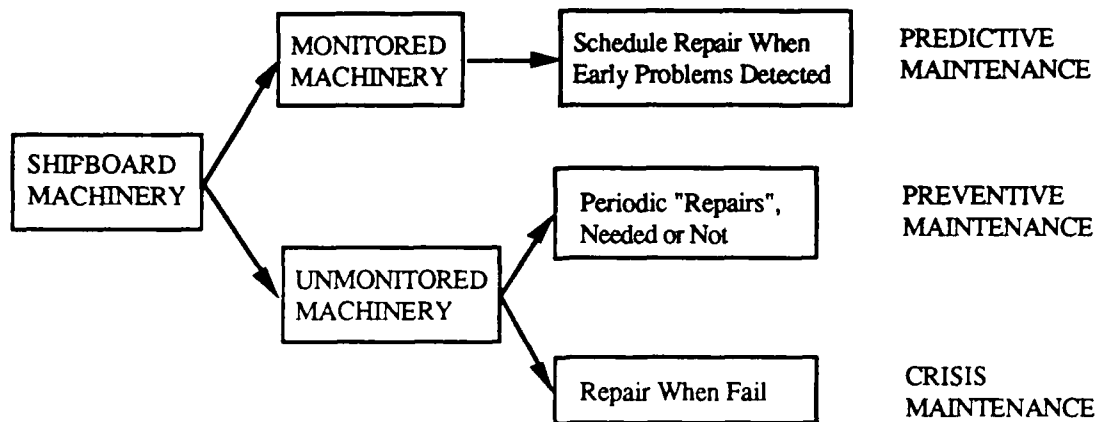 MONITORED
MACHINERY
Schedule Repair When
Early Problems Detected
PREDICTIVE
MAINTENANCE
SHIPBOARD
MACHINERY
Periodic "Repairs",
Needed or Not
PREVENTIVE
MAINTENANCE
UNMONITORED
MACHINERY
Repair When Fail
CRISIS
MAINTENANCE